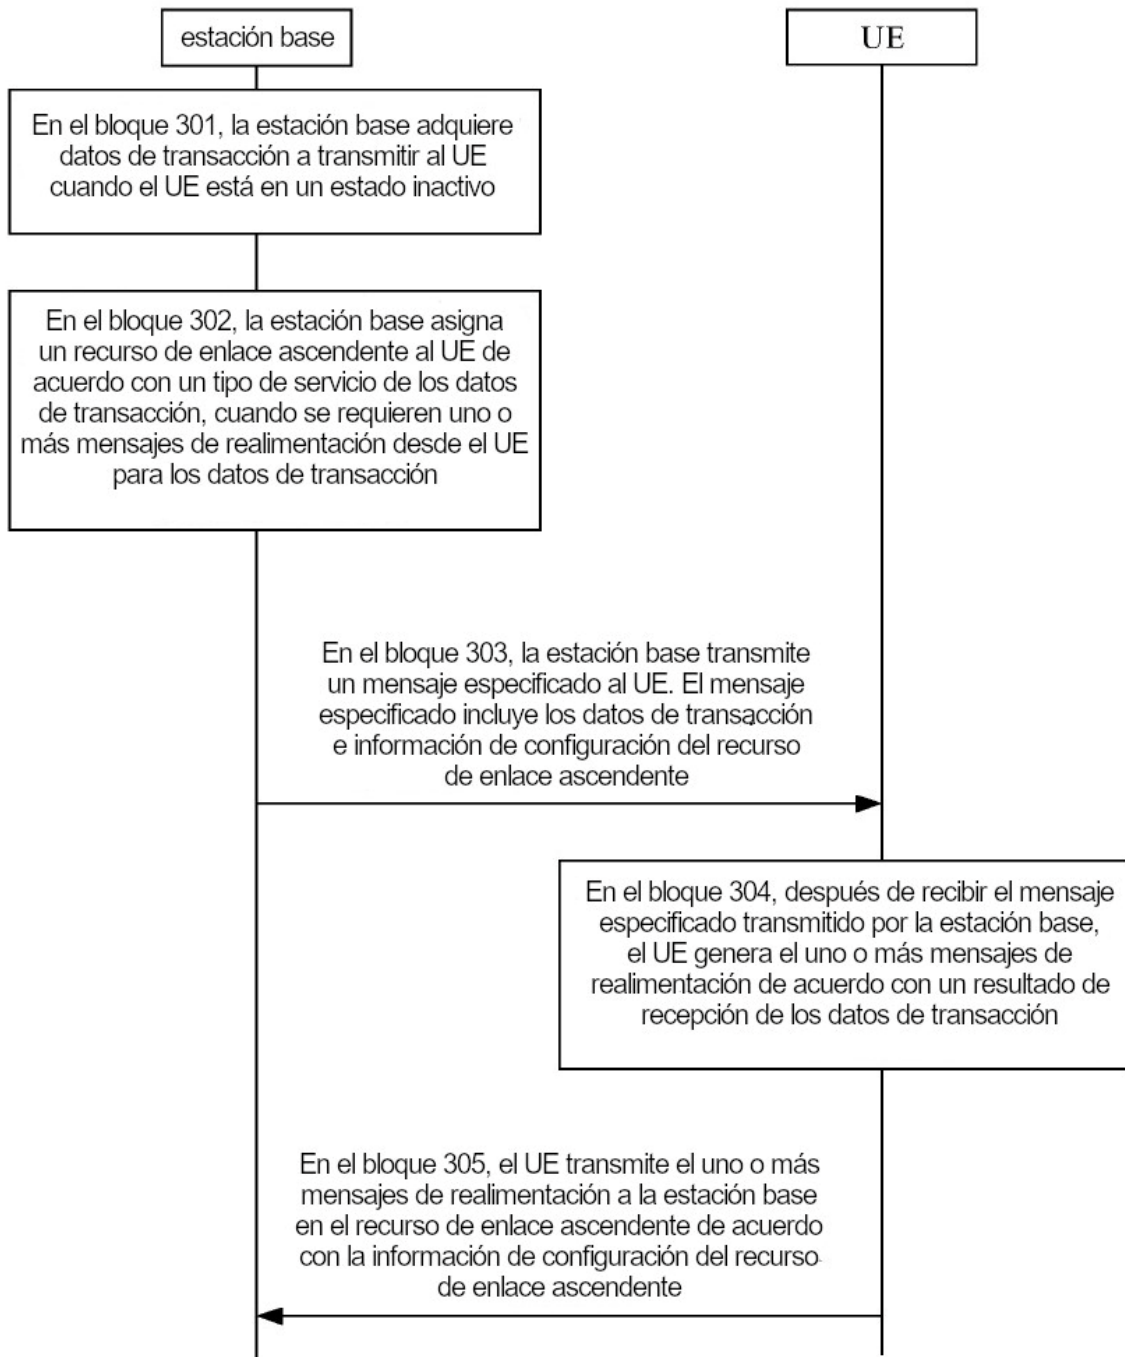 estación base
UE
En el bloque 301, la estación base adquiere
datos de transacción a transmitir al UE
cuando el UE está en un estado inactivo
En el bloque 302, la estación base asigna
un recurso de enlace ascendente al UE de
acuerdo con un tipo de servicio de los datos
de transacción, cuando se requieren uno o
más mensajes de realimentación desde el UE
para los datos de transacción
En el bloque 303, la estación base transmite
un mensaje especificado al UE. El mensaje
especificado incluye los datos de transacción
e información de configuración del recurso
de enlace ascendente
En el bloque 304, después de recibir el mensaje
especificado transmitido por la estación base,
el UE genera el uno o más mensajes de
realimentación de acuerdo con un resultado de
recepción de los datos de transacción
En el bloque 305, el UE transmite el uno o más
mensajes de realimentación a la estación base
en el recurso de enlace ascendente de acuerdo
con la información de configuración del recurso
de enlace ascendente